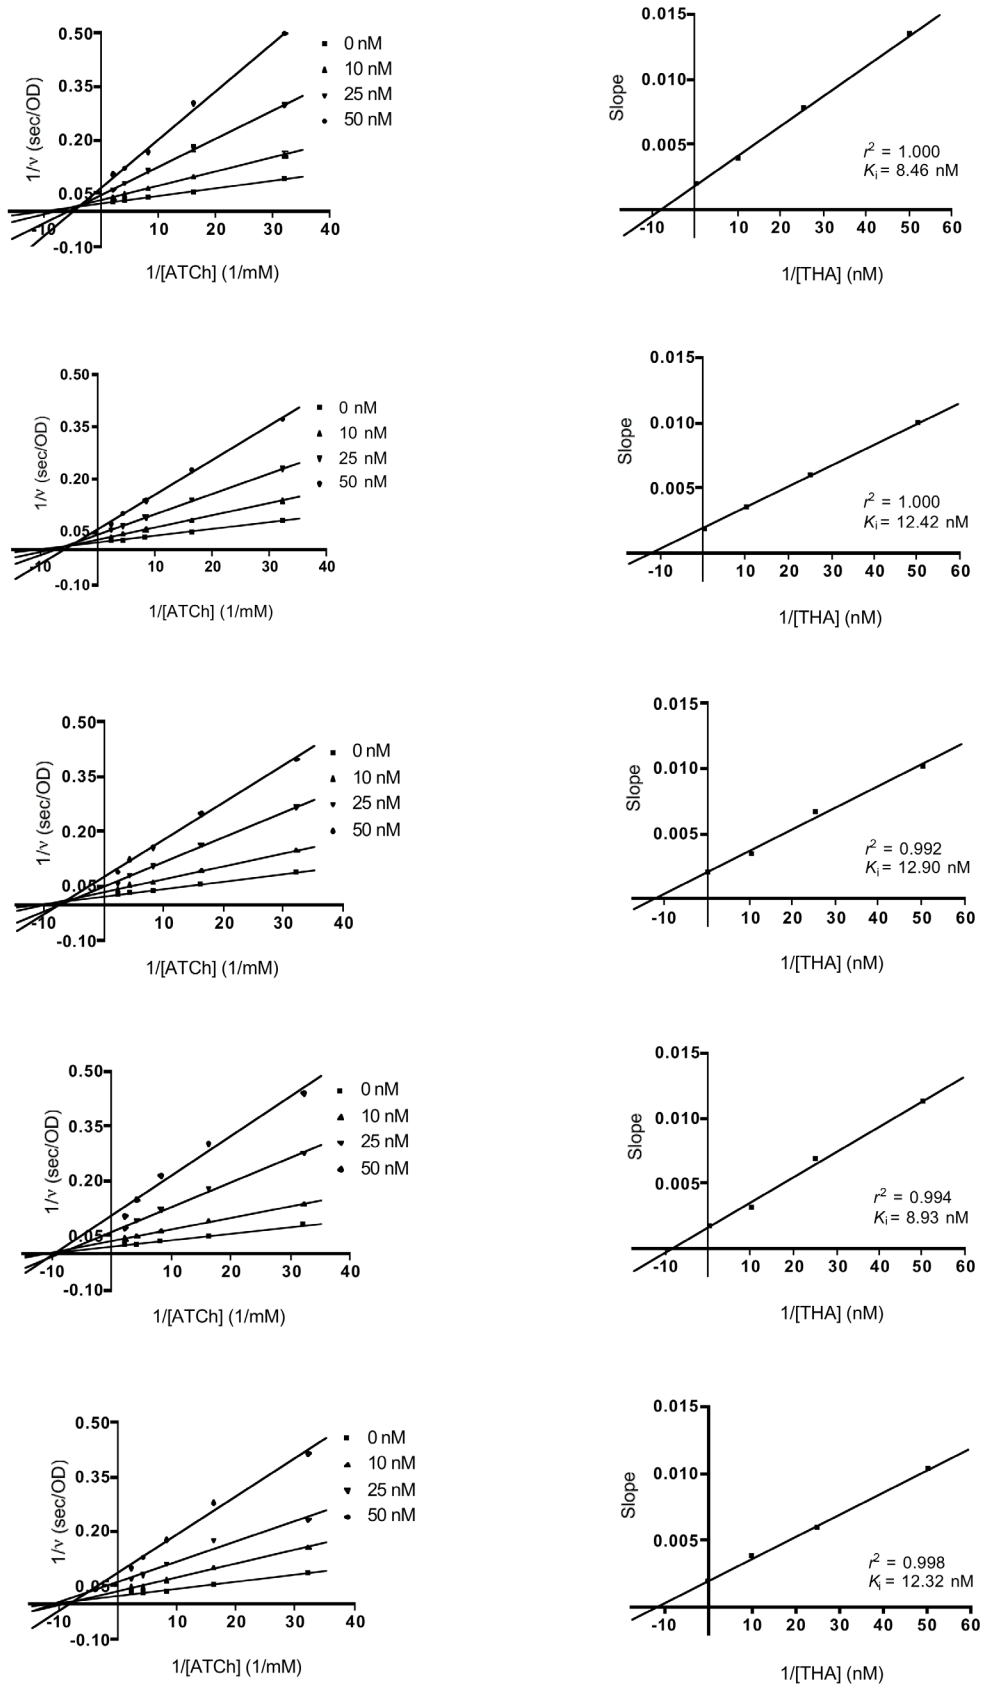 0.50
0.35
0.20
0.05
-0.10
-10 10 20 30 40
1/ν (sec/OD)
1/[ATCh] (1/mM)
0 nM
10 nM
25 nM
50 nM
0.015
0.010
0.005
-10 0 10 20 30 40 50 60
Slope
1/[THA] (nM)
r² = 1.000
Ki = 8.46 nM
0.50
0.35
0.20
0.05
-0.10
-10 10 20 30 40
1/ν (sec/OD)
1/[ATCh] (1/mM)
0 nM
10 nM
25 nM
50 nM
0.015
0.010
0.005
-10 0 10 20 30 40 50 60
Slope
1/[THA] (nM)
r² = 1.000
Ki = 12.42 nM
0.50
0.35
0.20
0.05
-0.10
-10 10 20 30 40
1/ν (sec/OD)
1/[ATCh] (1/mM)
0 nM
10 nM
25 nM
50 nM
0.015
0.010
0.005
-10 0 10 20 30 40 50 60
Slope
1/[THA] (nM)
r² = 0.992
Ki = 12.90 nM
0.50
0.35
0.20
0.05
-0.10
-10 10 20 30 40
1/ν (sec/OD)
1/[ATCh] (1/mM)
0 nM
10 nM
25 nM
50 nM
0.015
0.010
0.005
-10 0 10 20 30 40 50 60
Slope
1/[THA] (nM)
r² = 0.994
Ki = 8.93 nM
0.50
0.35
0.20
0.05
-0.10
-10 10 20 30 40
1/ν (sec/OD)
1/[ATCh] (1/mM)
0 nM
10 nM
25 nM
50 nM
0.015
0.010
0.005
-10 0 10 20 30 40 50 60
Slope
1/[THA] (nM)
r² = 0.998
Ki = 12.32 nM